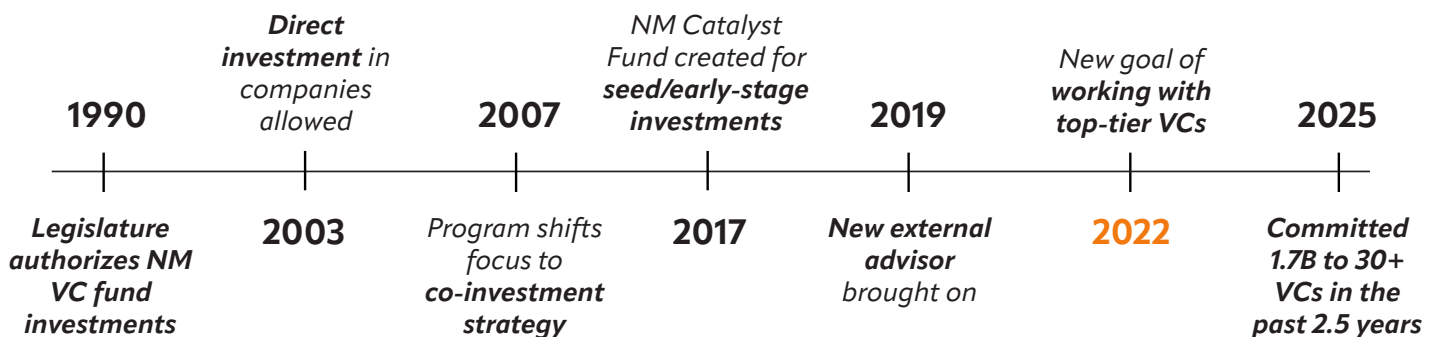 1990
Legislature
authorizes NM
VC fund
investments
Direct
investment in
companies
allowed
2003
2007
Program shifts
focus to
co-investment
strategy
NM Catalyst
Fund created for
seed/early-stage
investments
2017
2019
New external
advisor
brought on
New goal of
working with
top-tier VCs
2022
2025
Committed
1.7B to 30+
VCs in the
past 2.5 years